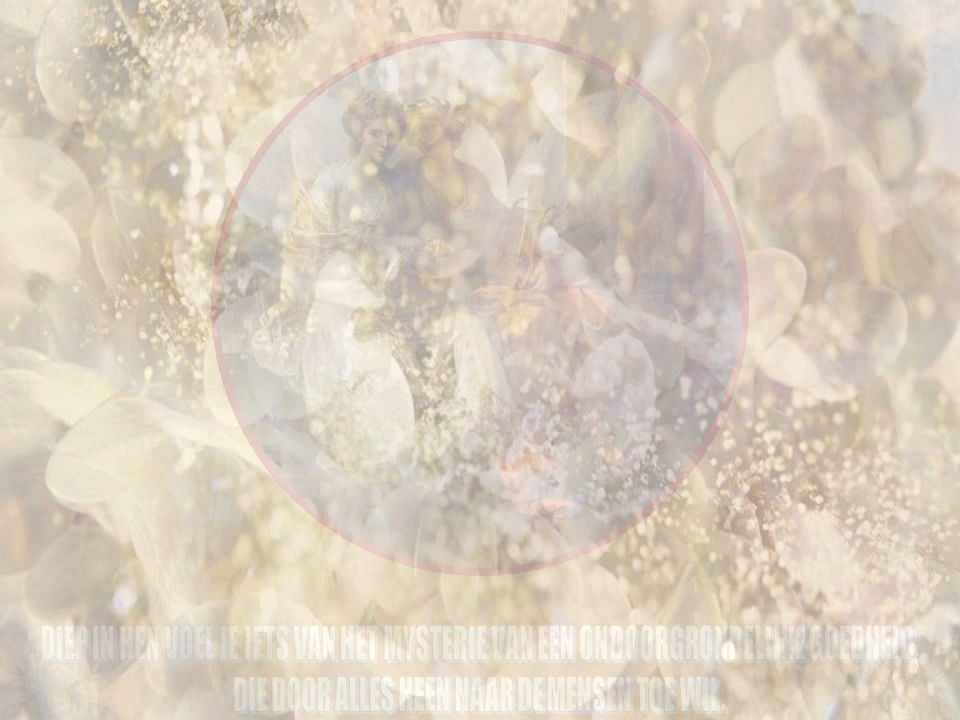 DIEP IN HEN VOEL JE IETS VAN HET MYSTERIE VAN EEN ONDOORGRONDELIJKE GOEDHEID
DIE DOOR ALLES HEEN NAAR DE MENSEN TOE WIL.